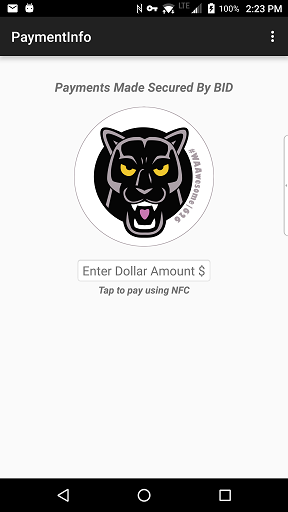 LTE 100% 2:23 PM
PaymentInfo
Payments Made Secured By BID
#WAAwesome1626
Enter Dollar Amount $
Tap to pay using NFC